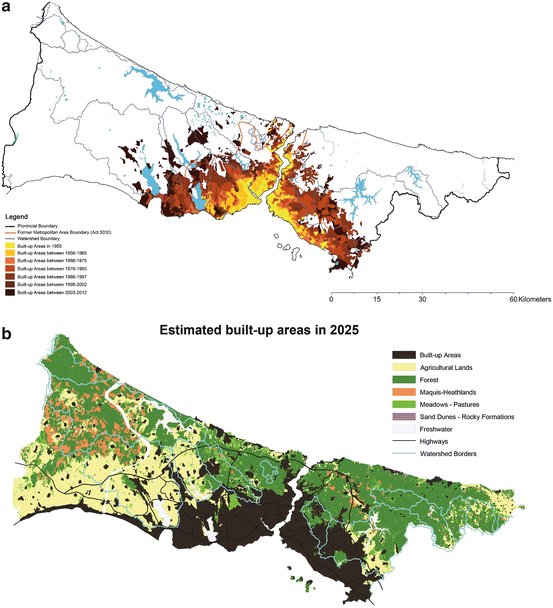 a
Legend
Provincial Boundary
Former Metropolitan Area Boundary (Act 3030)
Watershed Boundary
Built-up Areas in 1955
Built-up Areas between 1956-1965
Built-up Areas between 1966-1975
Built-up Areas between 1976-1985
Built-up Areas between 1986-1997
Built-up Areas between 1998-2002
Built-up Areas between 2003-2012
0 15 30 60 Kilometers
b
Estimated built-up areas in 2025
Built-up Areas
Agricultural Lands
Forest
Maquis-Heathlands
Meadows - Pastures
Sand Dunes - Rocky Formations
Freshwater
Highways
Watershed Borders